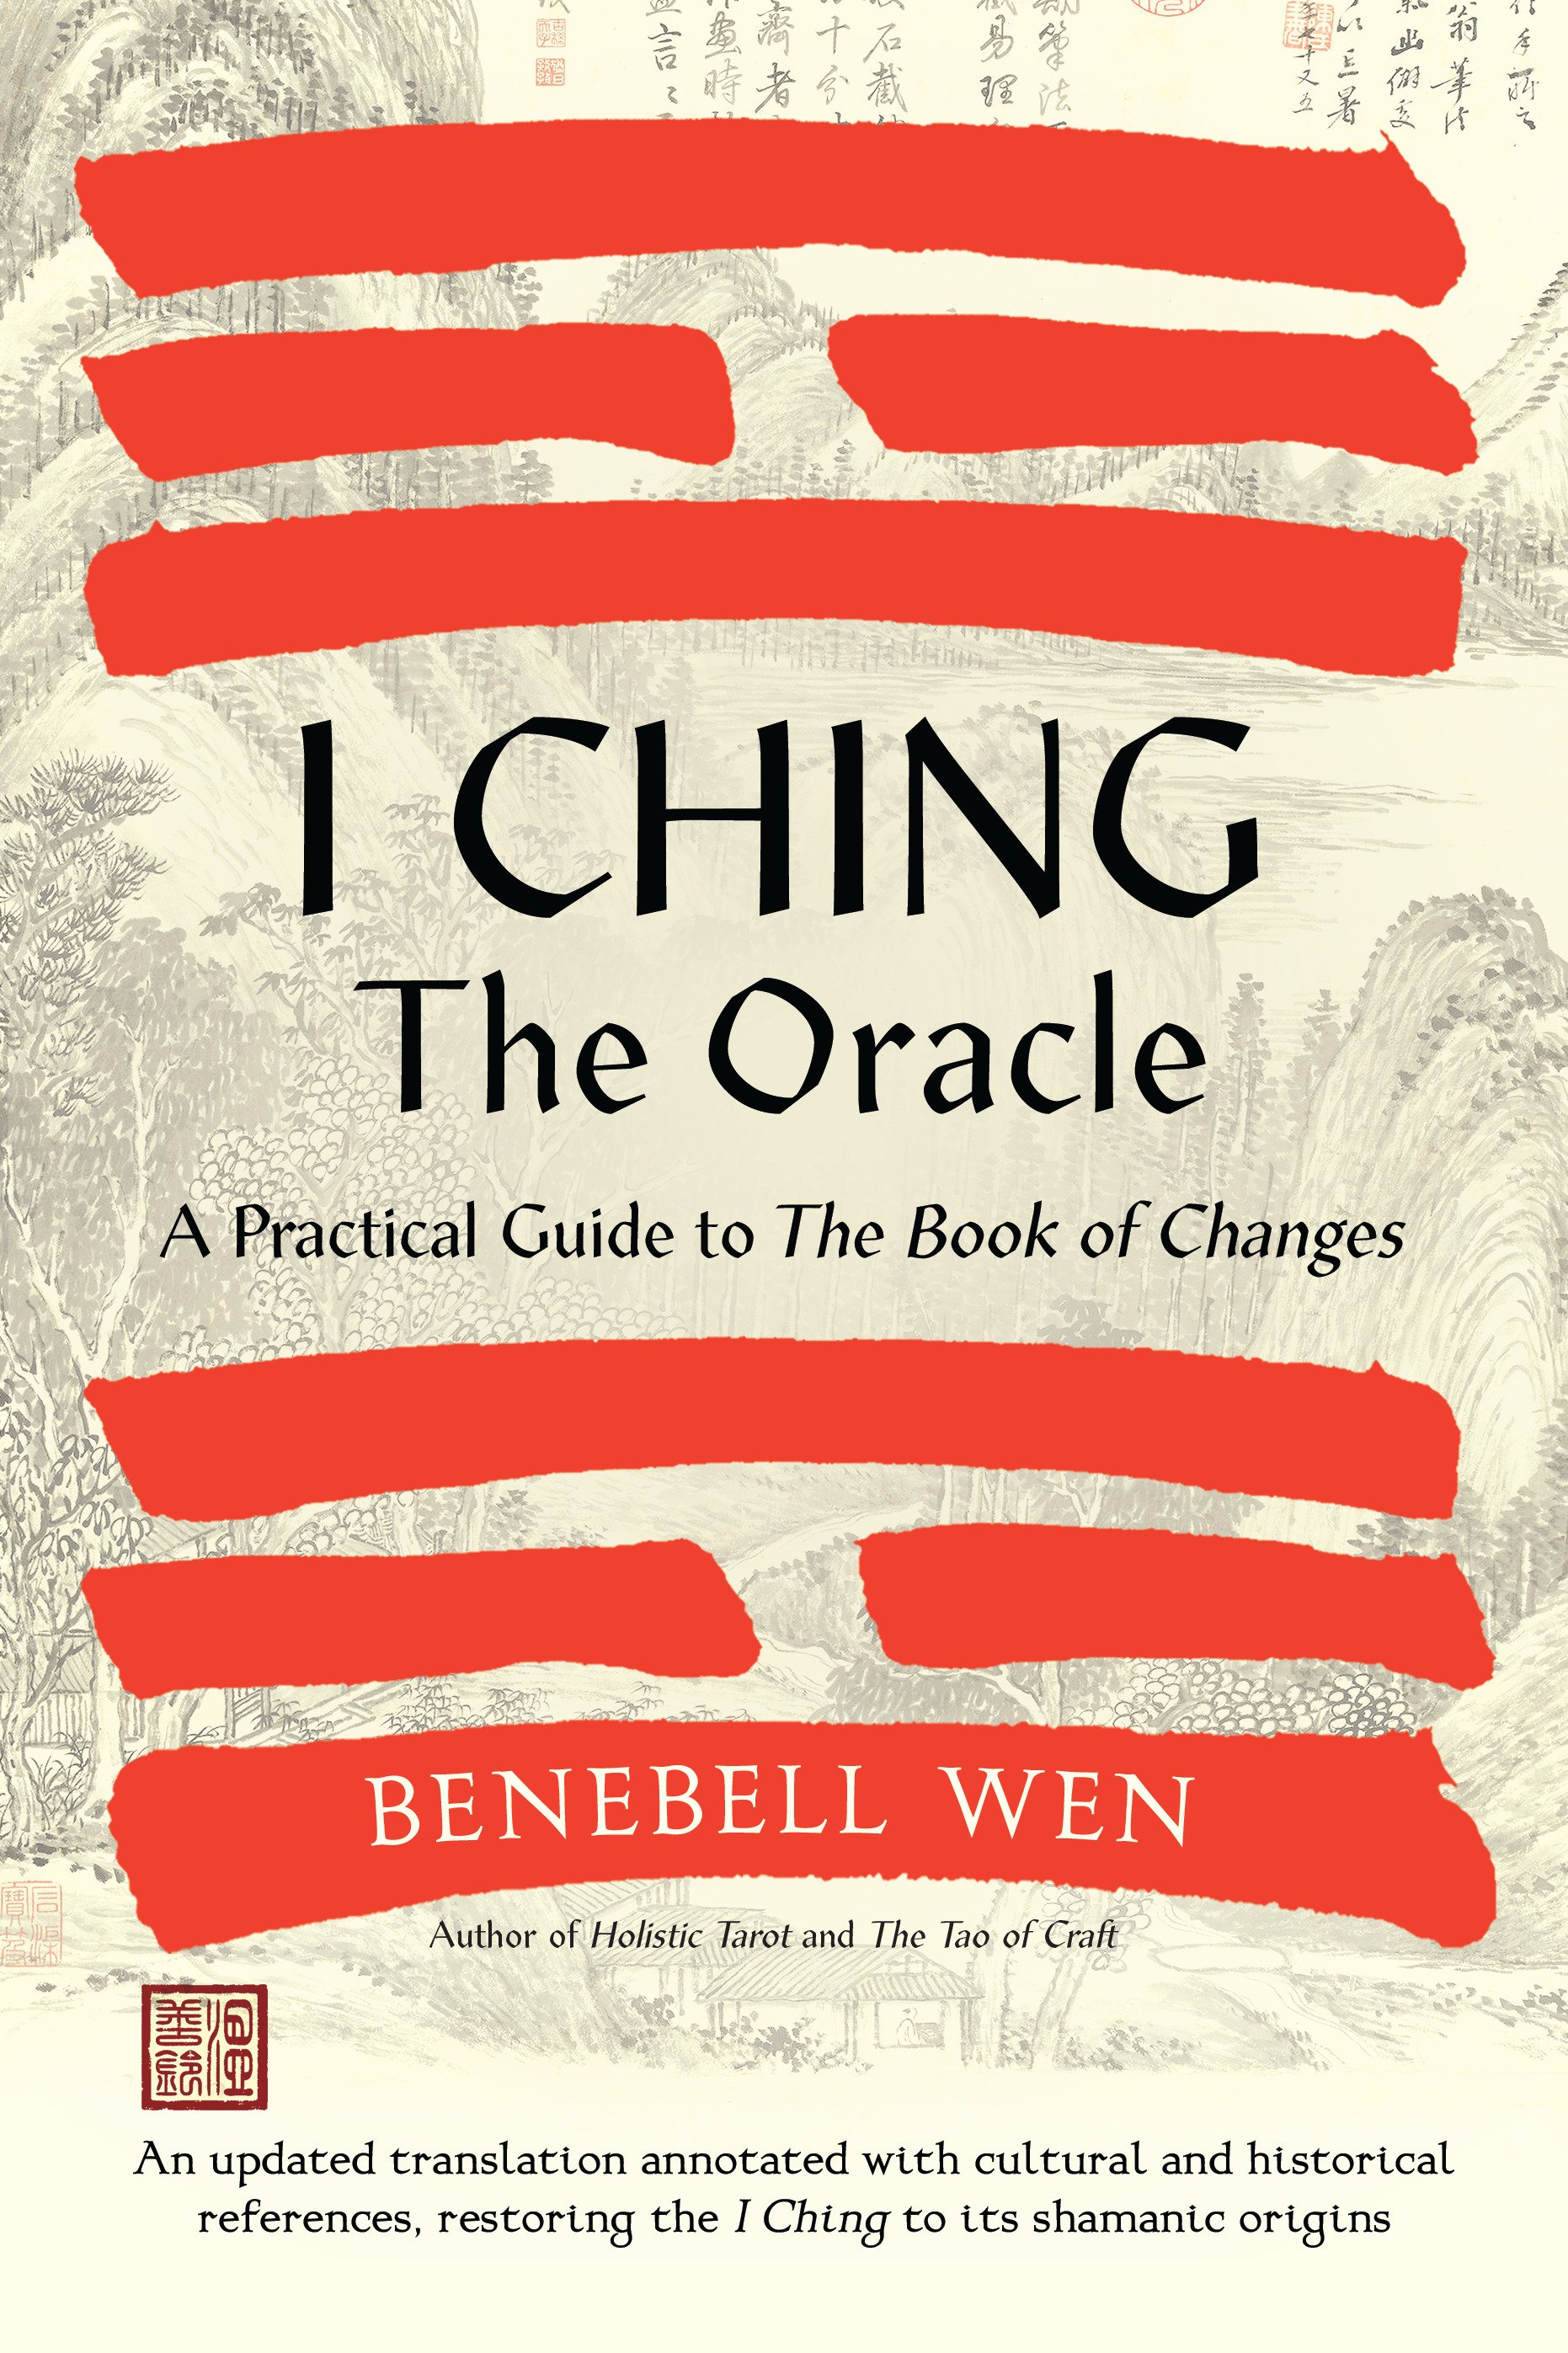 I CHING
The Oracle
A Practical Guide to The Book of Changes
BENEBELL WEN
Author of Holistic Tarot and The Tao of Craft
An updated translation annotated with cultural and historical
references, restoring the I Ching to its shamanic origins